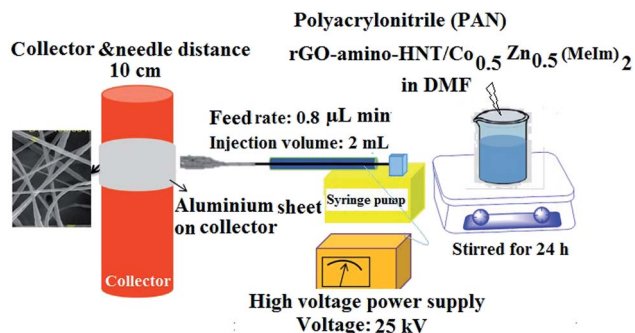 Polyacrylonitrile (PAN)
rGO-amino-HNT/Co0.5 Zn0.5 (MeIm)2
in DMF
Collector &needle distance
10 cm
Feed rate: 0.8 µL min
Injection volume: 2 mL
Syringe pump
Aluminium sheet
on collector
Collector
Stirred for 24 h
High voltage power supply
Voltage: 25 kV